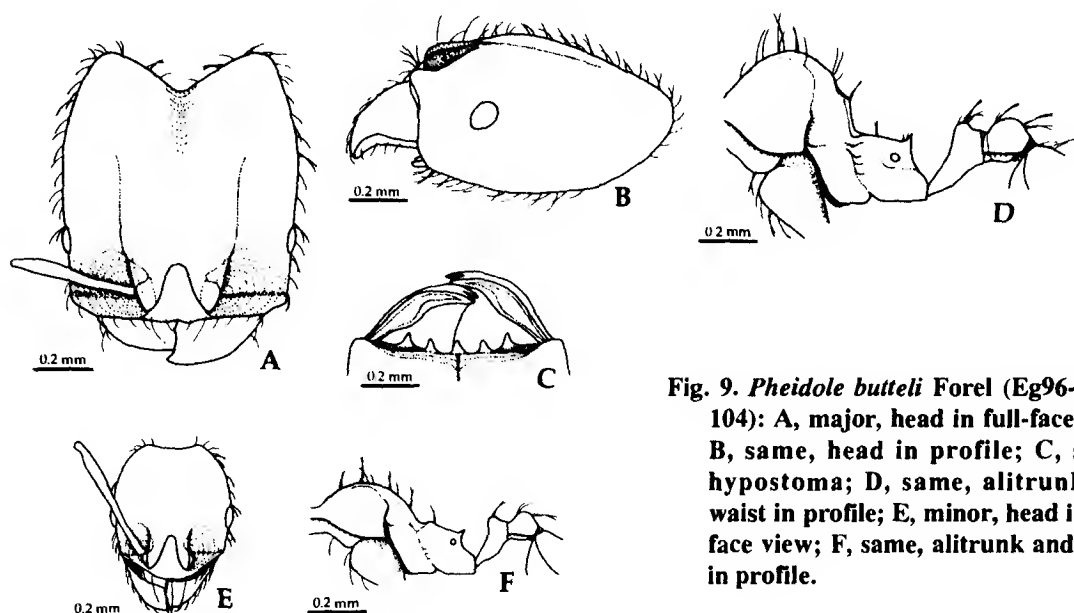 0.2 mm
A
0.2 mm
B
0.2 mm
D
0.2 mm
C
0.2 mm
E
0.2 mm
F
Fig. 9. Pheidole butteli Forel (Eg96-
104): A, major, head in full-face
B, same, head in profile; C,
hypostoma; D, same, alitrunk
waist in profile; E, minor, head
face view; F, same, alitrunk and
in profile.